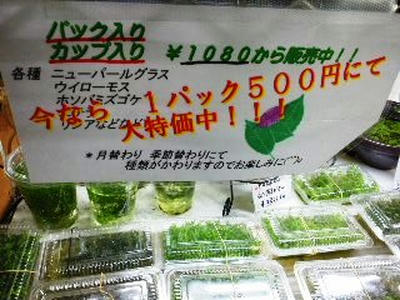 パック入り
カップ入り ￥1080から販売中！！
各種 ニューパールグラス
ウイローモス
ホソバミズゴケ
今なら １パック５００円にて
大特価中！！！
リシアなどなど
＊月替わり 季節替わりにて
種類がかわりますのでお楽しみに(^^)v